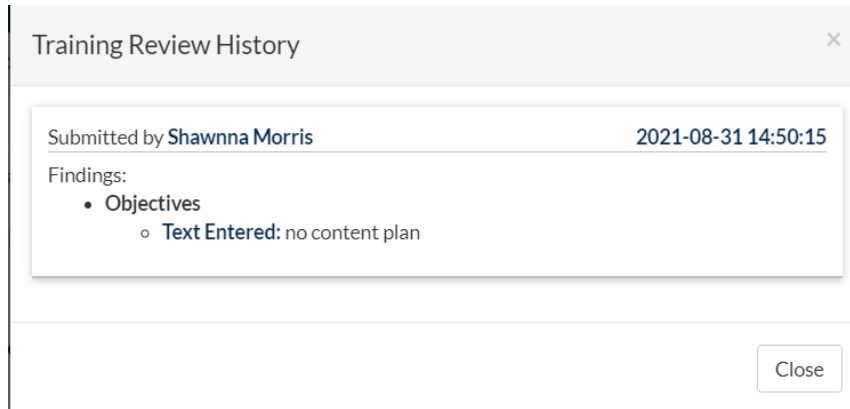 Training Review History
×
Submitted by Shawnna Morris 2021-08-31 14:50:15
Findings:
• Objectives
◦ Text Entered: no content plan
Close